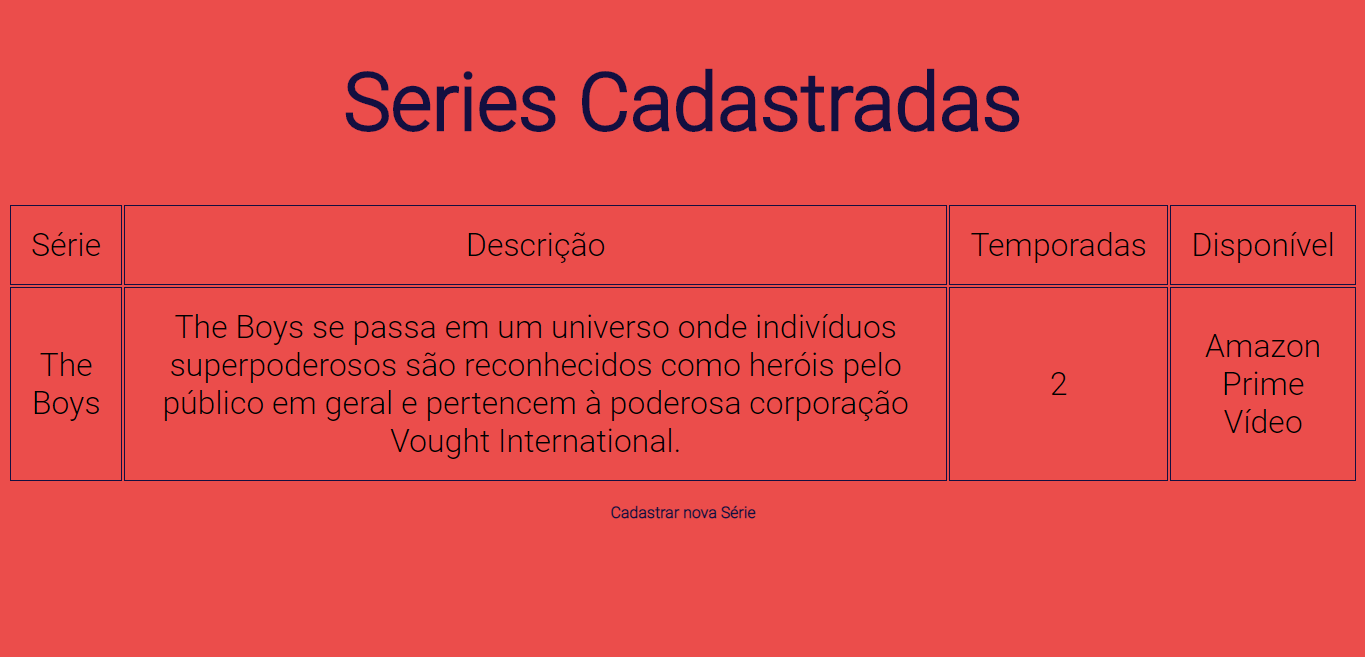 Series Cadastradas
Série Descrição Temporadas Disponível
The Boys se passa em um universo onde indivíduos
superpoderosos são reconhecidos como heróis pelo
público em geral e pertencem à poderosa corporação
Vought International.
The
Boys
2
Amazon
Prime
Vídeo
Cadastrar nova Série